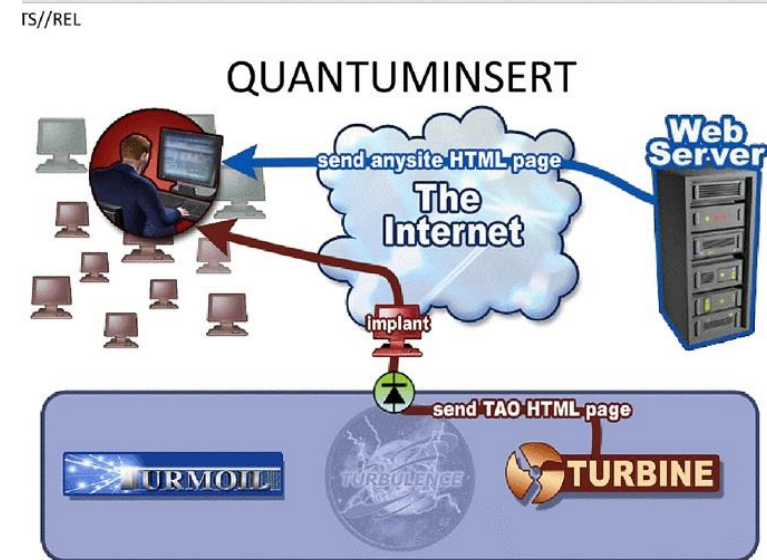 TS//REL
QUANTUMINSERT
Web
Server
send anysite HTML page
The
Internet
implant
send TAO HTML page
TURMOIL
TURBULENCE
TURBINE